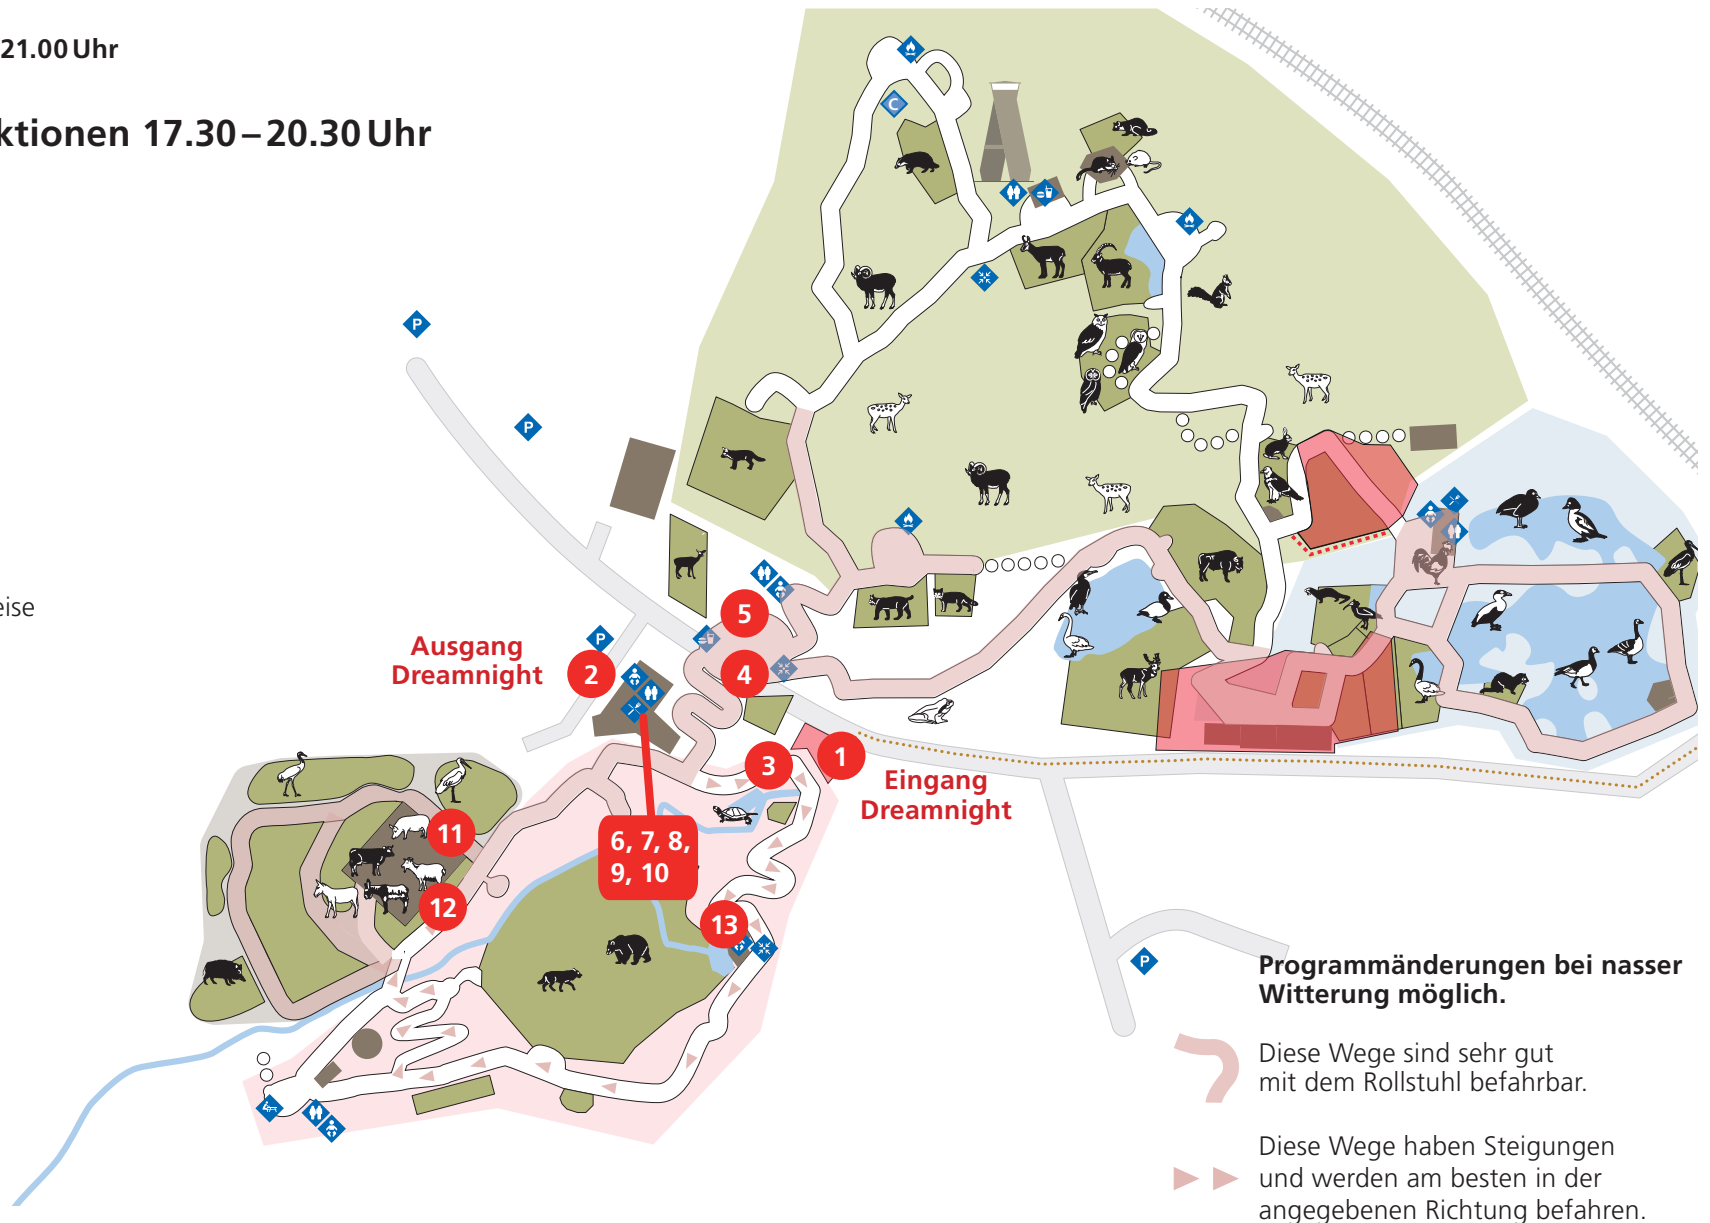 21.00 Uhr
ktionen 17.30–20.30 Uhr
C
P
P
eise
Ausgang
Dreamnight
P
5
2
4
3
1
Eingang
Dreamnight
11
6, 7, 8,
9, 10
12
13
P
Programmänderungen bei nasser
Witterung möglich.
Diese Wege sind sehr gut
mit dem Rollstuhl befahrbar.
Diese Wege haben Steigungen
und werden am besten in der
angegebenen Richtung befahren.